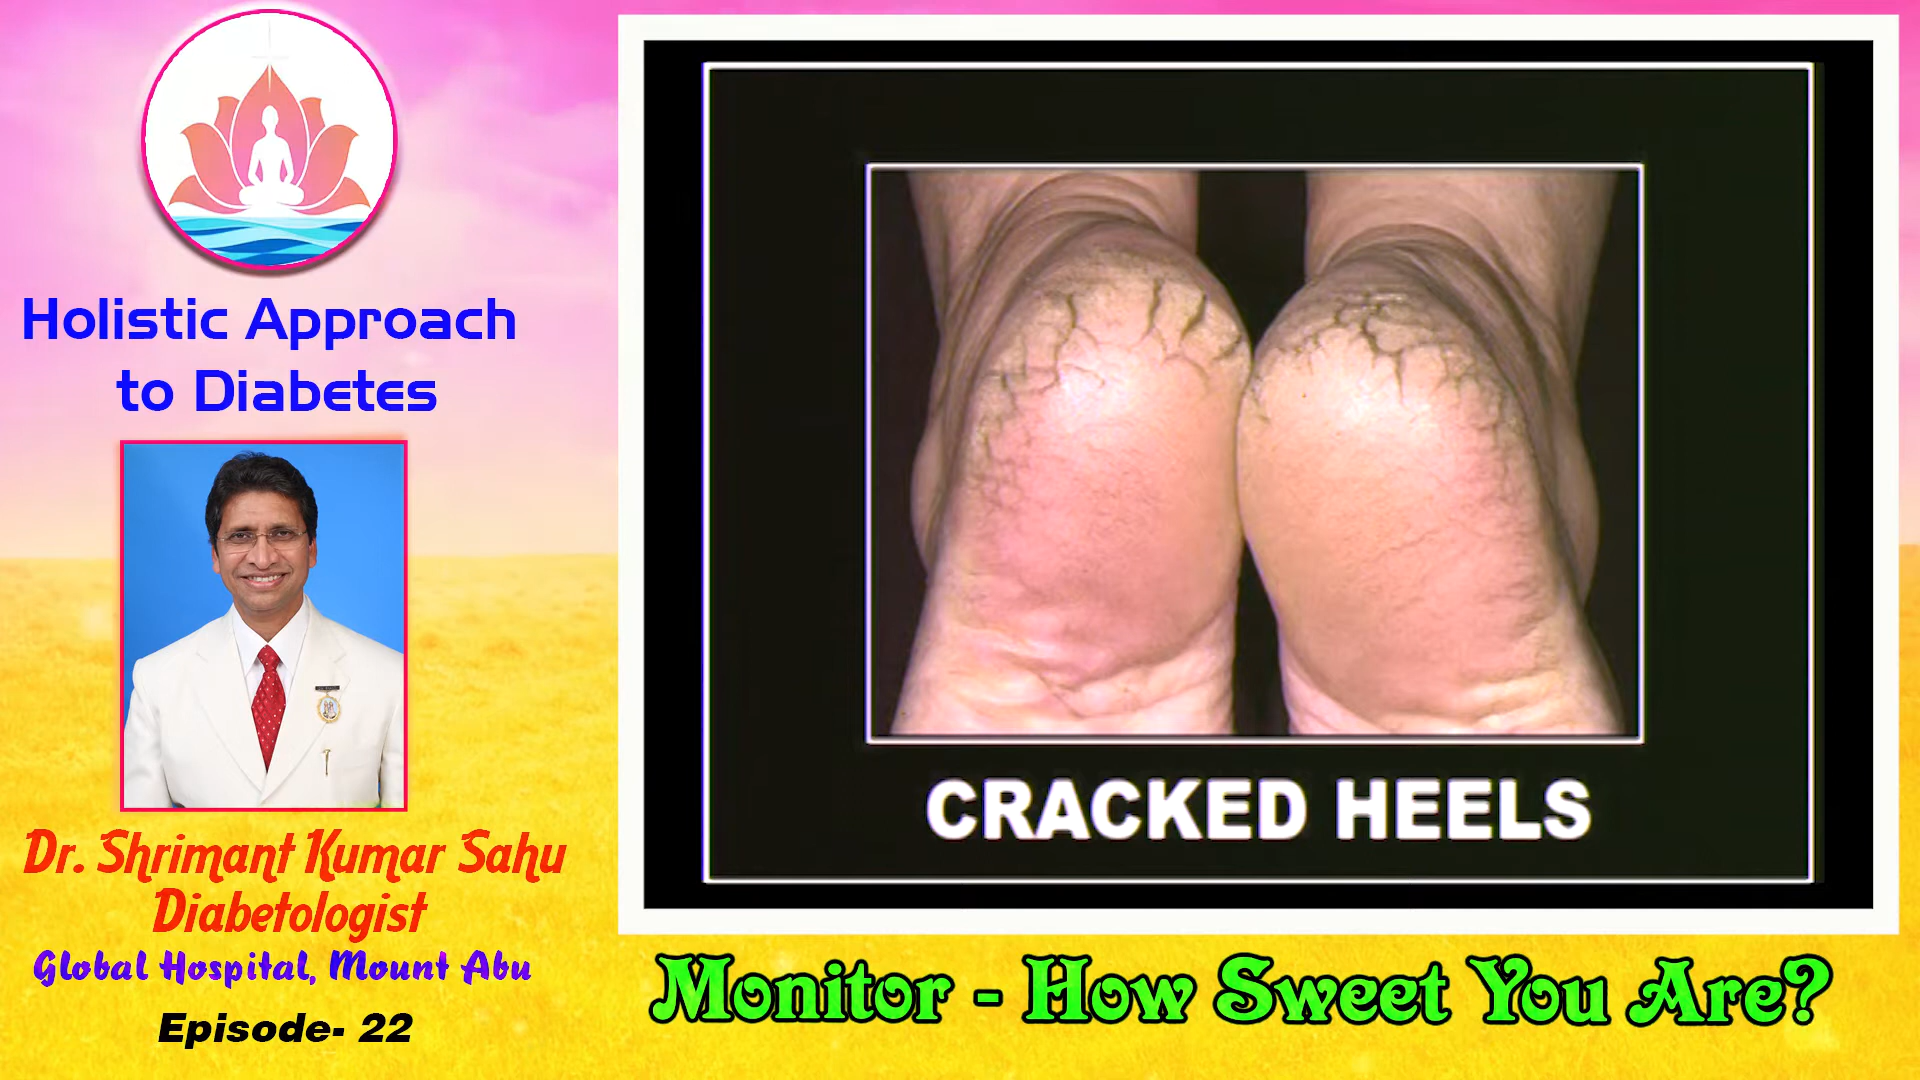 Holistic Approach
to Diabetes
Dr. Shrimant Kumar Sahu
Diabetologist
Global Hospital, Mount Abu
Episode- 22
CRACKED HEELS
Monitor - How Sweet You Are?